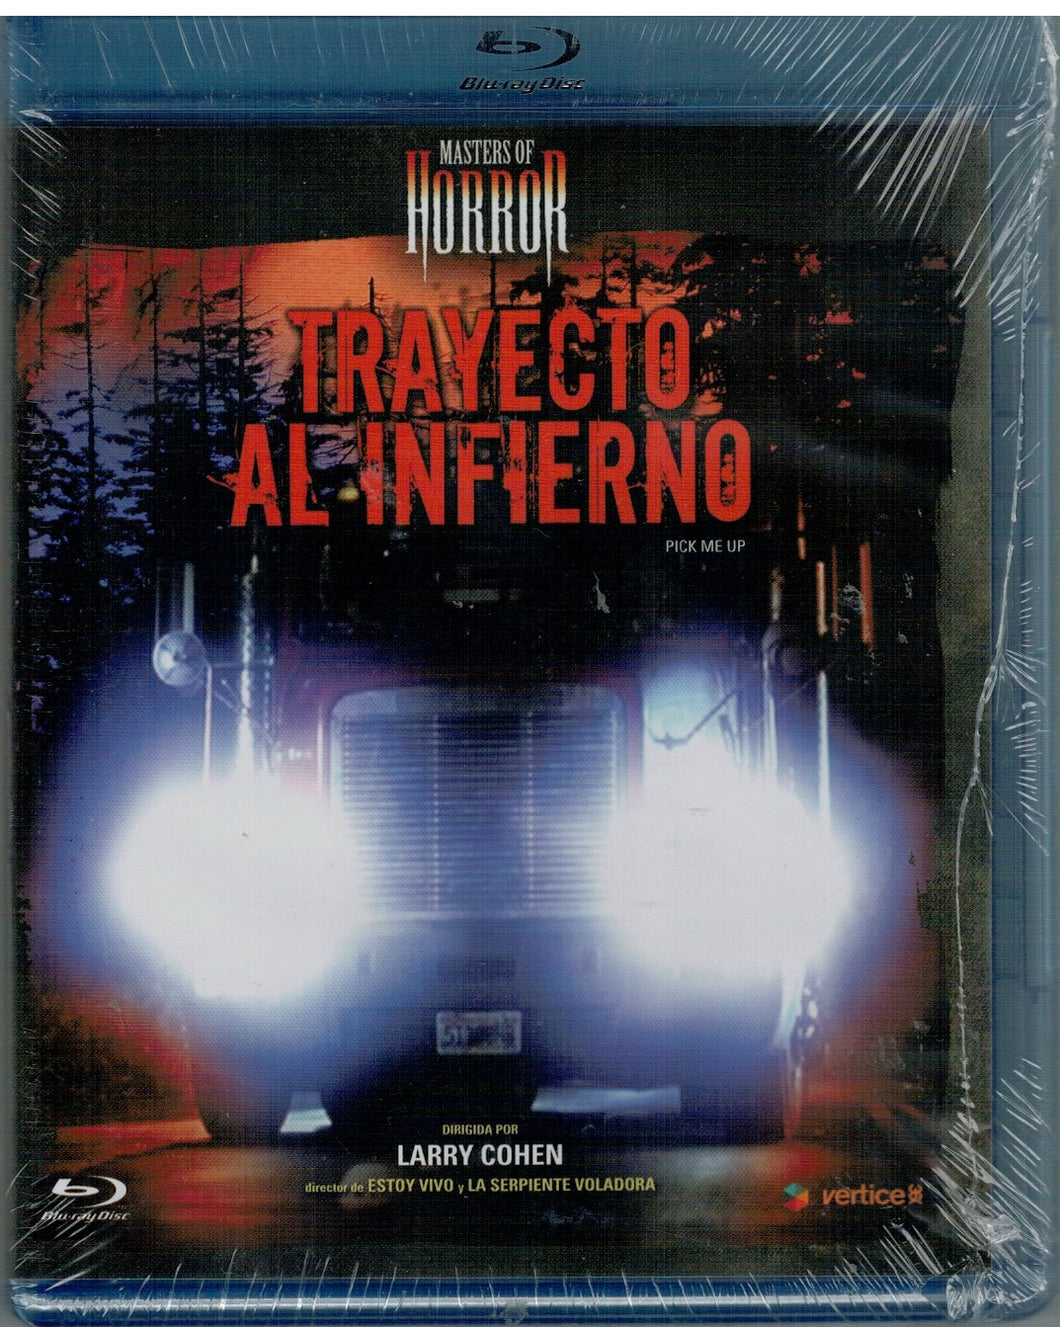 Blu-ray Disc
MASTERS OF
HORROR
TRAYECTO
AL INFIERNO
PICK ME UP
DIRIGIDA POR
LARRY COHEN
director de ESTOY VIVO y LA SERPIENTE VOLADORA
Blu-ray Disc
vertice